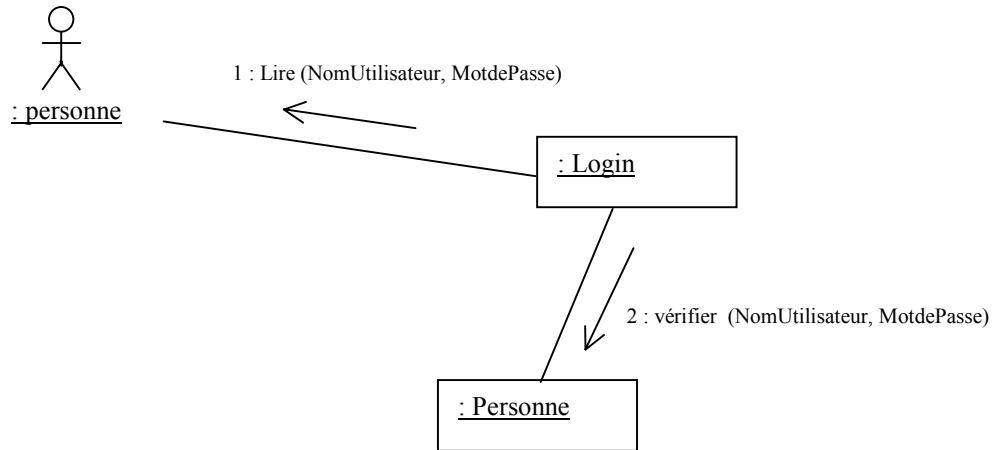 1 : Lire (NomUtilisateur, MotdePasse)
: personne
: Login
2 : vérifier (NomUtilisateur, MotdePasse)
: Personne